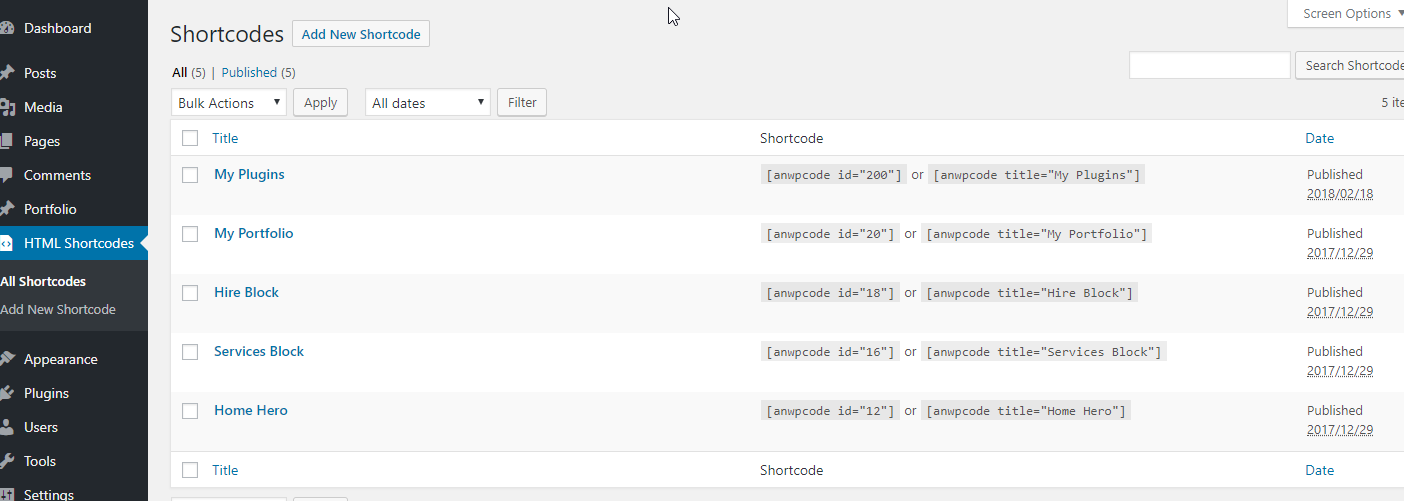 Dashboard
Posts
Media
Pages
Comments
Portfolio
HTML Shortcodes
All Shortcodes
Add New Shortcode
Appearance
Plugins
Users
Tools
Settings
Screen Options
Shortcodes Add New Shortcode
All (5) | Published (5)
Search Shortcode
Bulk Actions Apply All dates Filter 5 ite
Title Shortcode Date
My Plugins [anwpcode id="200"] or [anwpcode title="My Plugins"] Published
2018/02/18
My Portfolio [anwpcode id="20"] or [anwpcode title="My Portfolio"] Published
2017/12/29
Hire Block [anwpcode id="18"] or [anwpcode title="Hire Block"] Published
2017/12/29
Services Block [anwpcode id="16"] or [anwpcode title="Services Block"] Published
2017/12/29
Home Hero [anwpcode id="12"] or [anwpcode title="Home Hero"] Published
2017/12/29
Title Shortcode Date